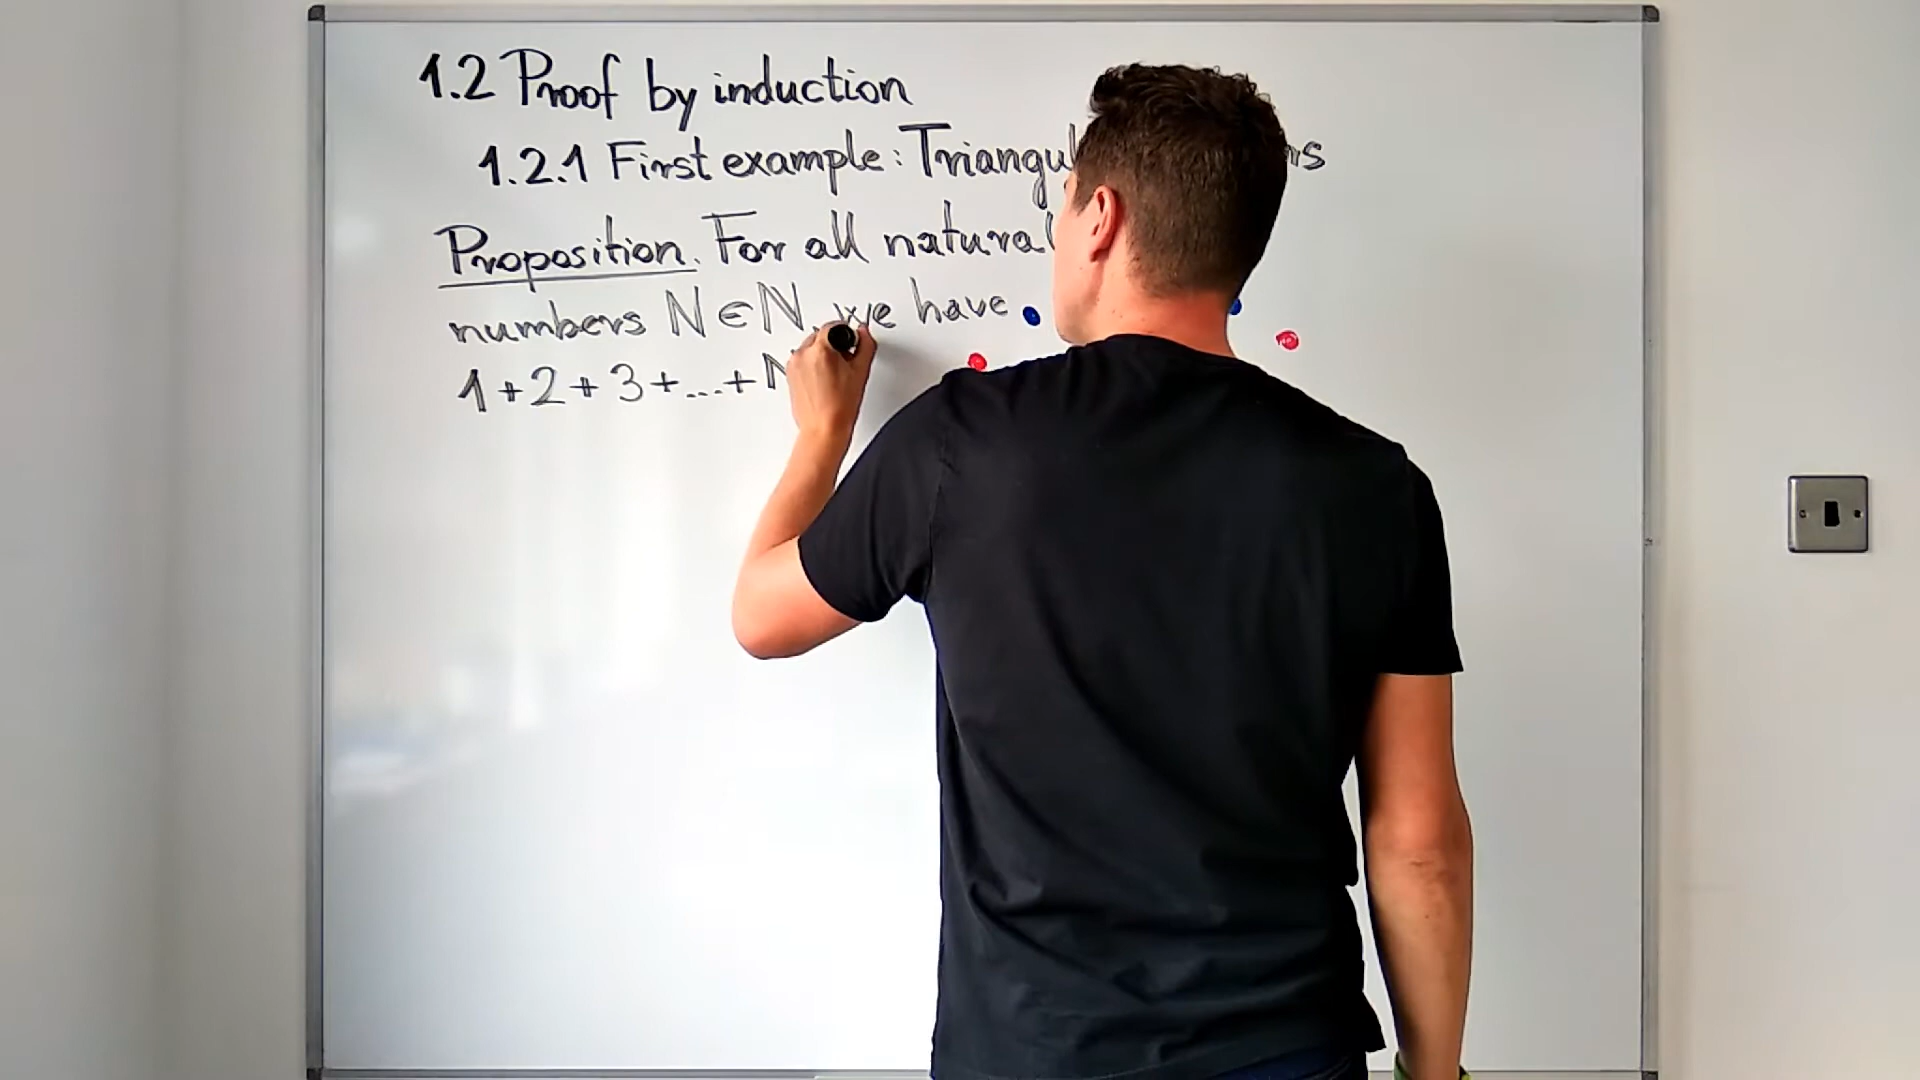 1.2 Proof by induction
1.2.1 First example: Triangul
Proposition. For all natural
numbers N∈ℕ, we have
1+2+3+...+N